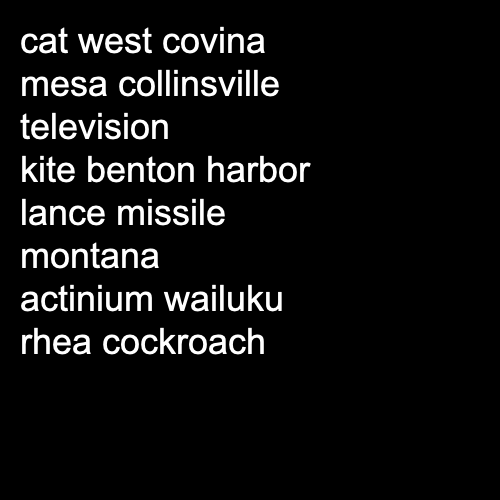 cat west covina
mesa collinsville
television
kite benton harbor
lance missile
montana
actinium wailuku
rhea cockroach